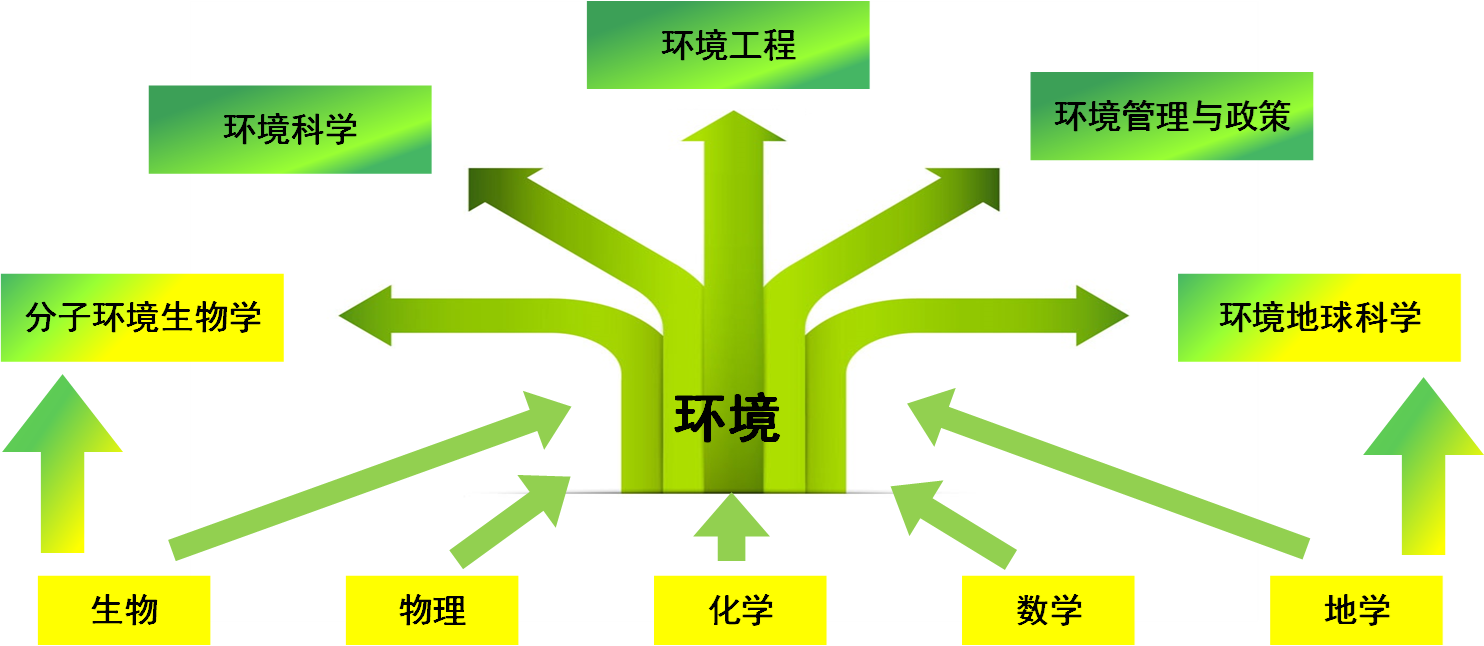 环境工程
环境科学
环境管理与政策
分子环境生物学
环境地球科学
环境
生物
物理
化学
数学
地学